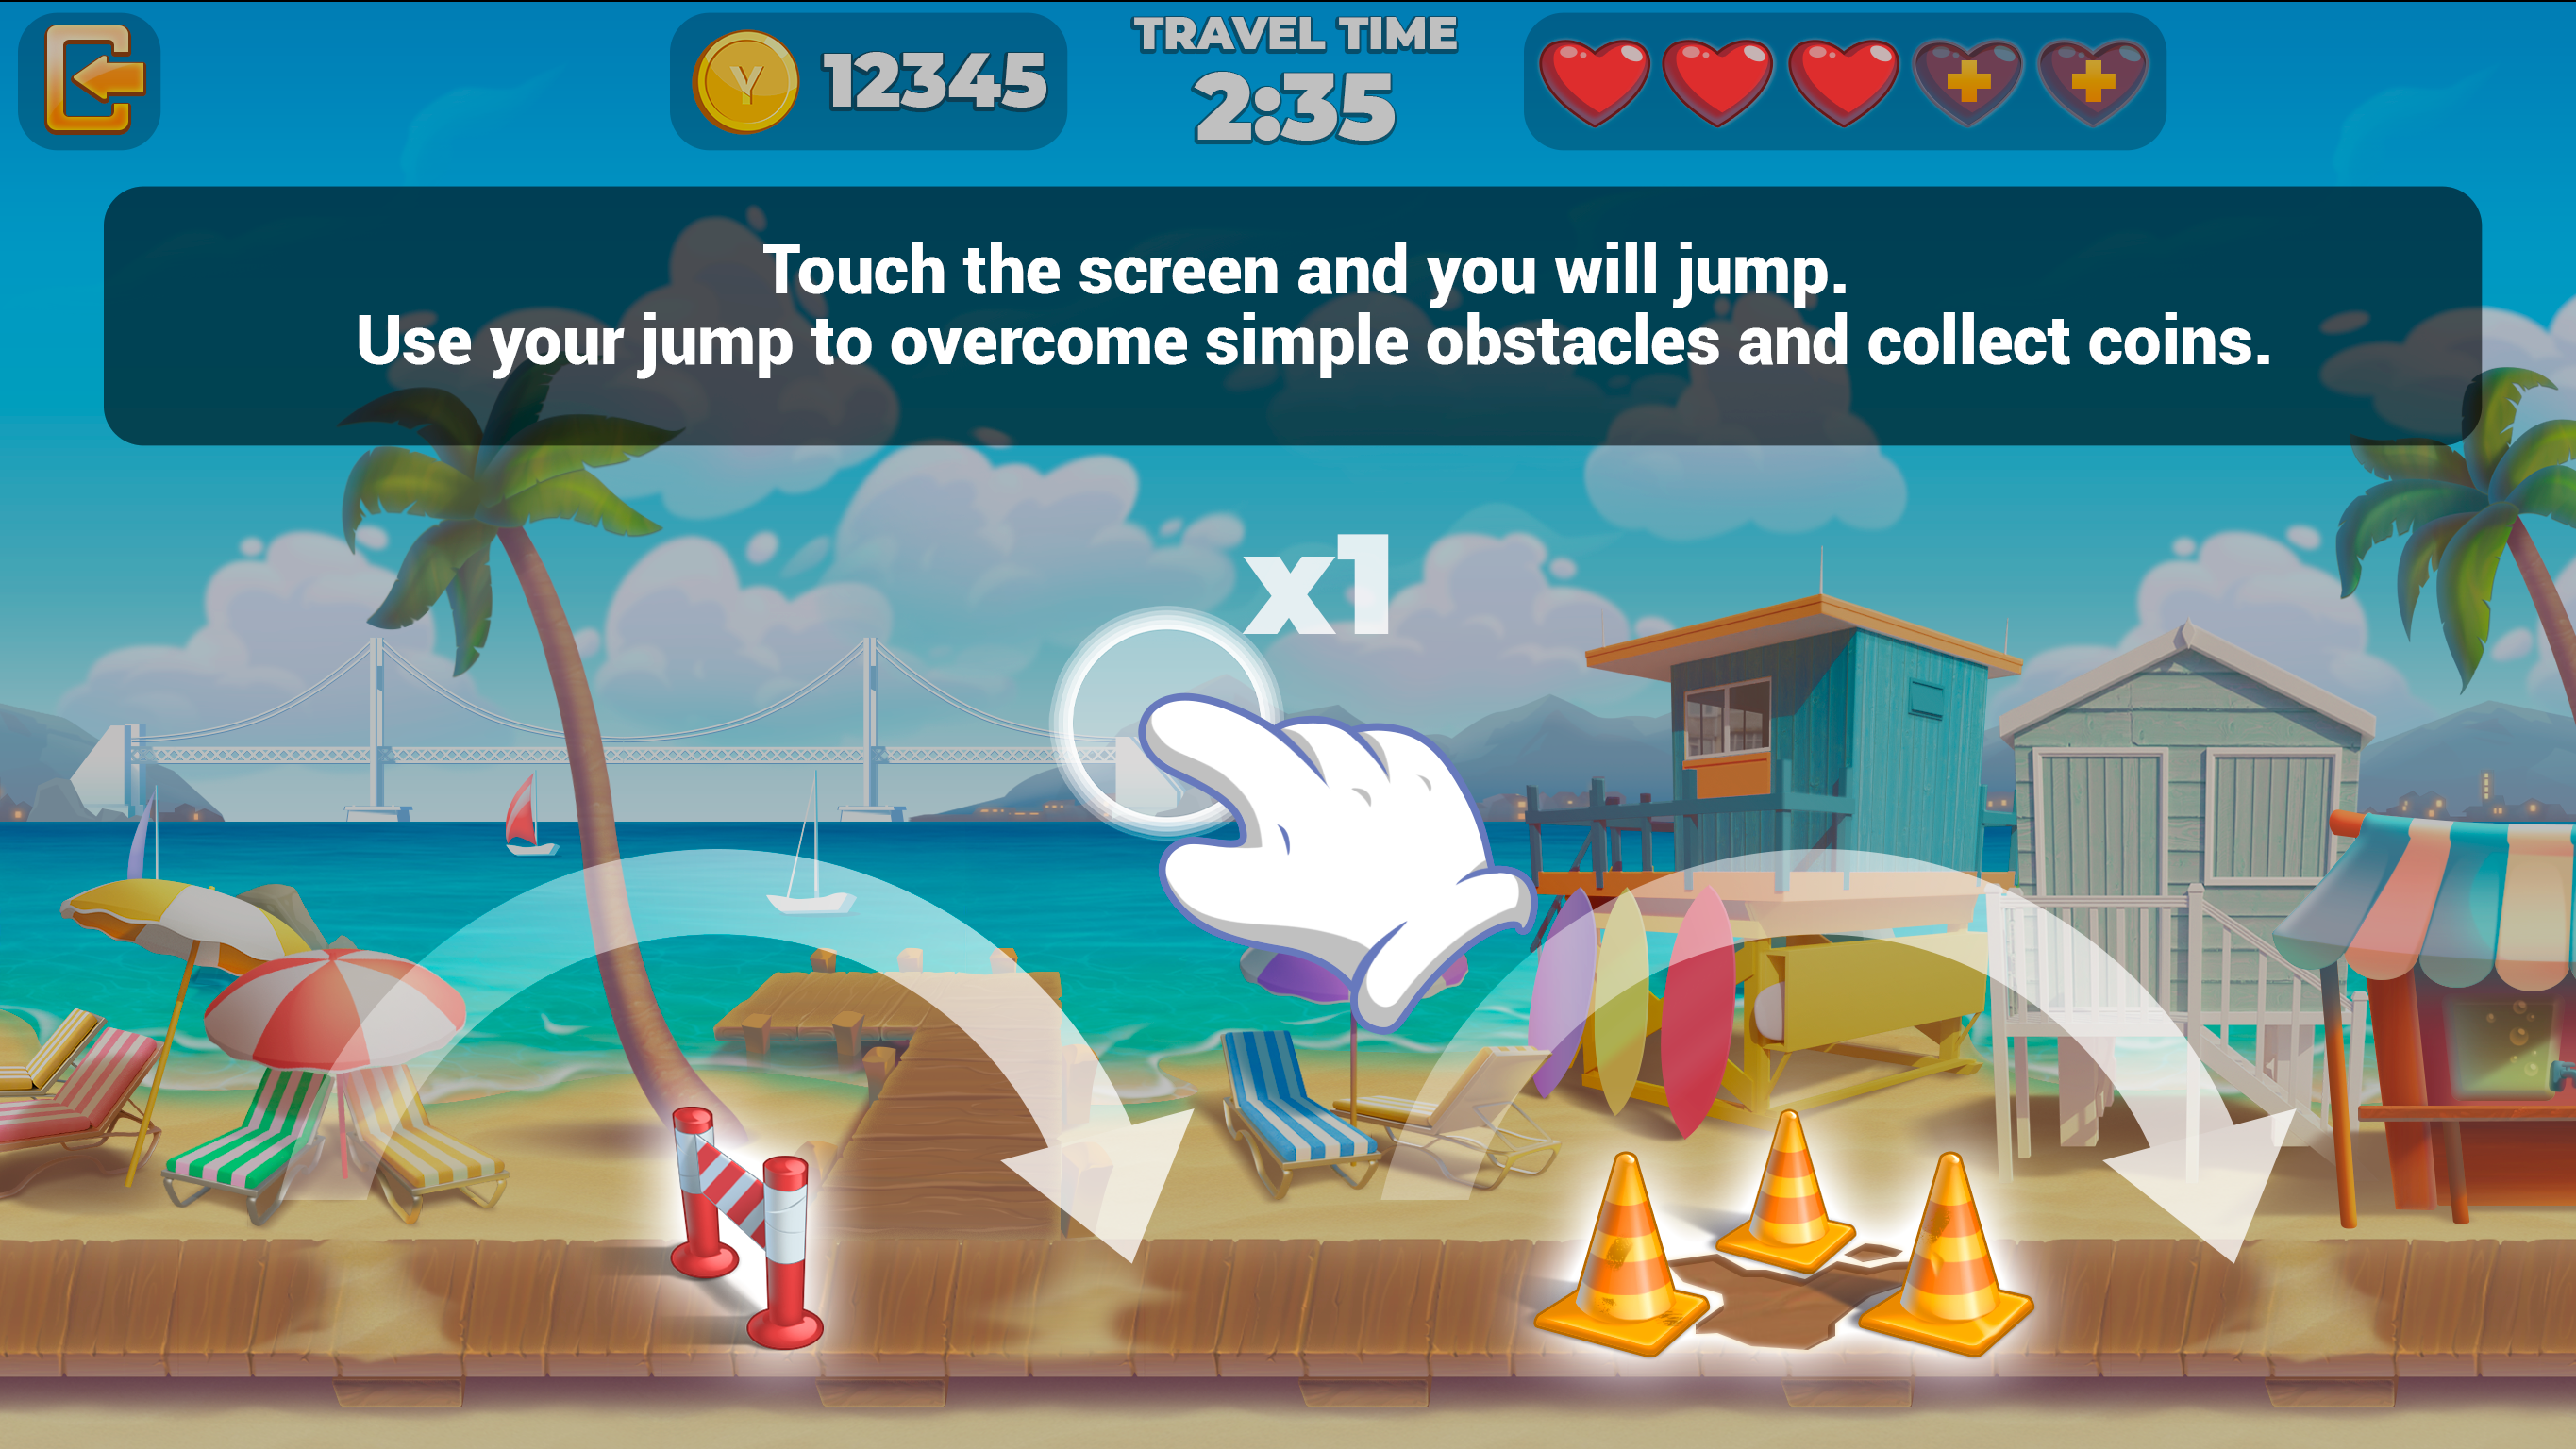 Y 12345
TRAVEL TIME
2:35
Touch the screen and you will jump.
Use your jump to overcome simple obstacles and collect coins.
x1